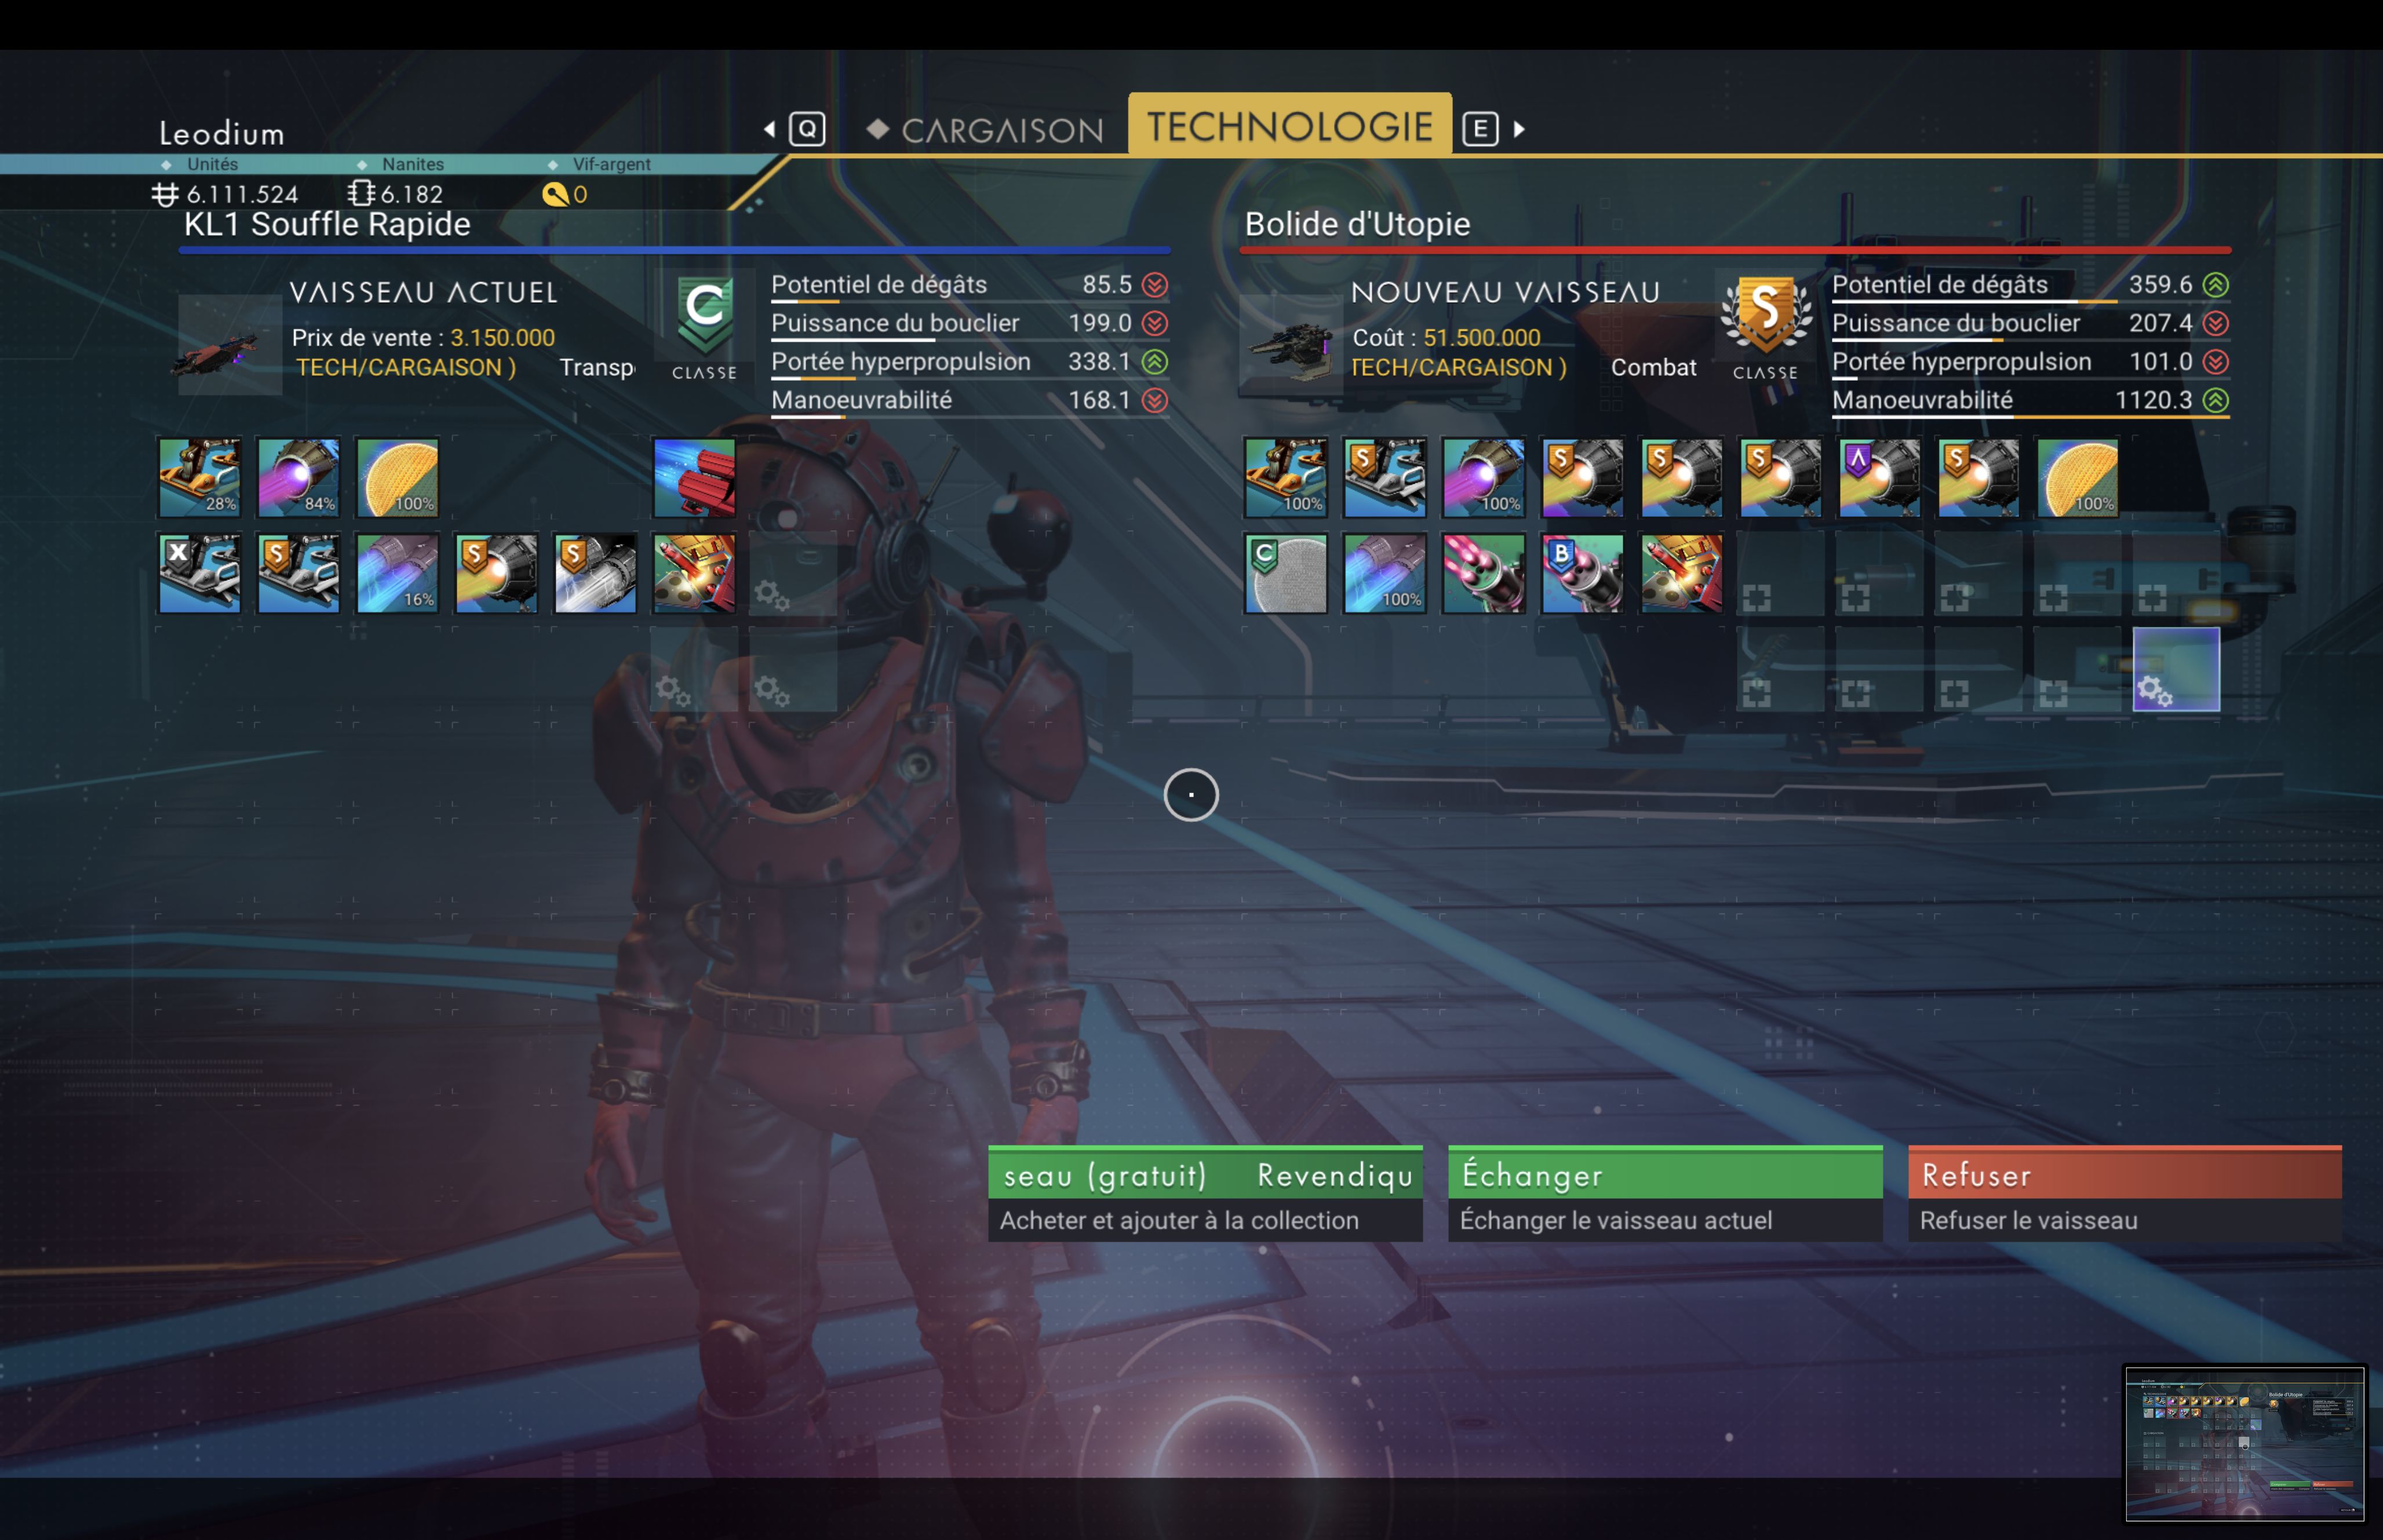 Leodium
Q
CARGAISON
TECHNOLOGIE
E
Unités
Nanites
Vif-argent
6.111.524
6.182
0
KL1 Souffle Rapide
VAISSEAU ACTUEL
Prix de vente : 3.150.000
TECH/CARGAISON )
Transp
C
CLASSE
Potentiel de dégâts 85.5
Puissance du bouclier 199.0
Portée hyperpropulsion 338.1
Manoeuvrabilité 168.1
28%
84%
100%
X
S
16%
S
S
Bolide d'Utopie
NOUVEAU VAISSEAU
Coût : 51.500.000
TECH/CARGAISON )
Combat
S
CLASSE
Potentiel de dégâts 359.6
Puissance du bouclier 207.4
Portée hyperpropulsion 101.0
Manoeuvrabilité 1120.3
100%
S
100%
S
S
S
A
S
100%
C
100%
B
seau (gratuit) Revendiqu
Acheter et ajouter à la collection
Échanger
Échanger le vaisseau actuel
Refuser
Refuser le vaisseau